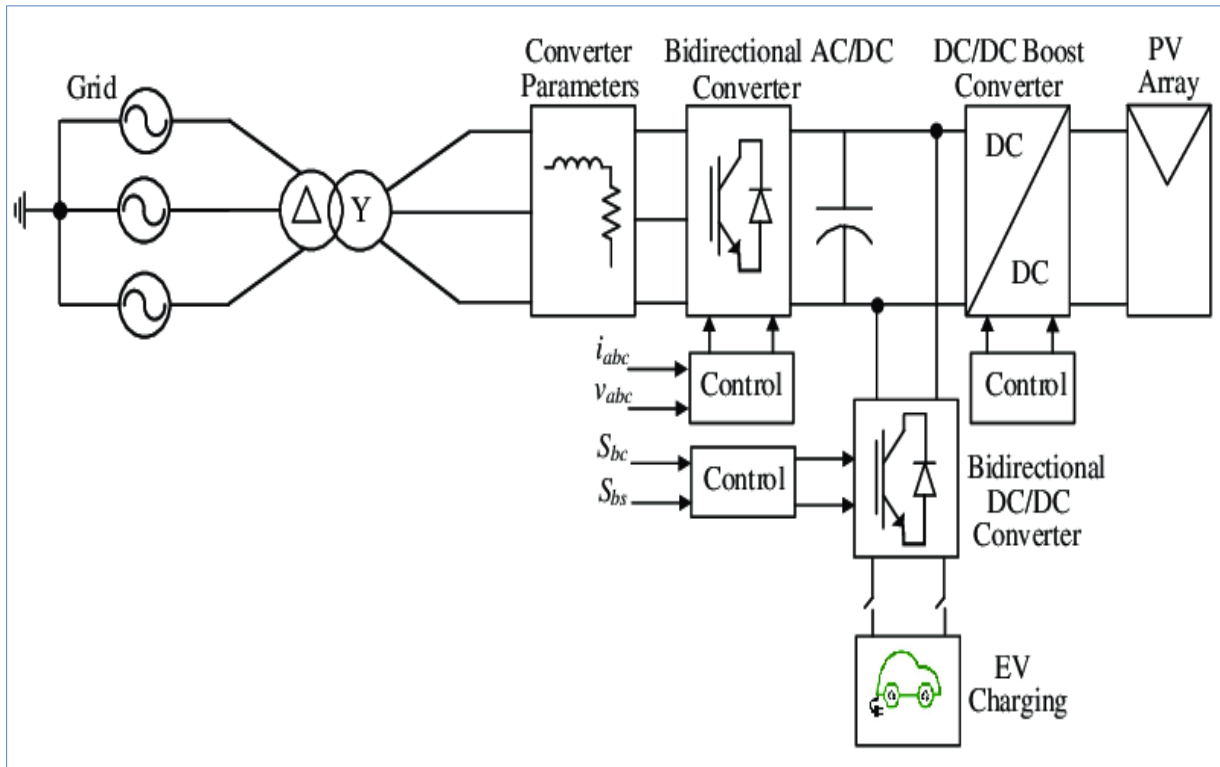 Grid
Converter
Parameters
Bidirectional AC/DC
Converter
DC/DC Boost
Converter
PV
Array
Δ
Y
DC
DC
i_abc
v_abc
Control
Control
S_bc
S_bs
Control
Bidirectional
DC/DC
Converter
EV
Charging